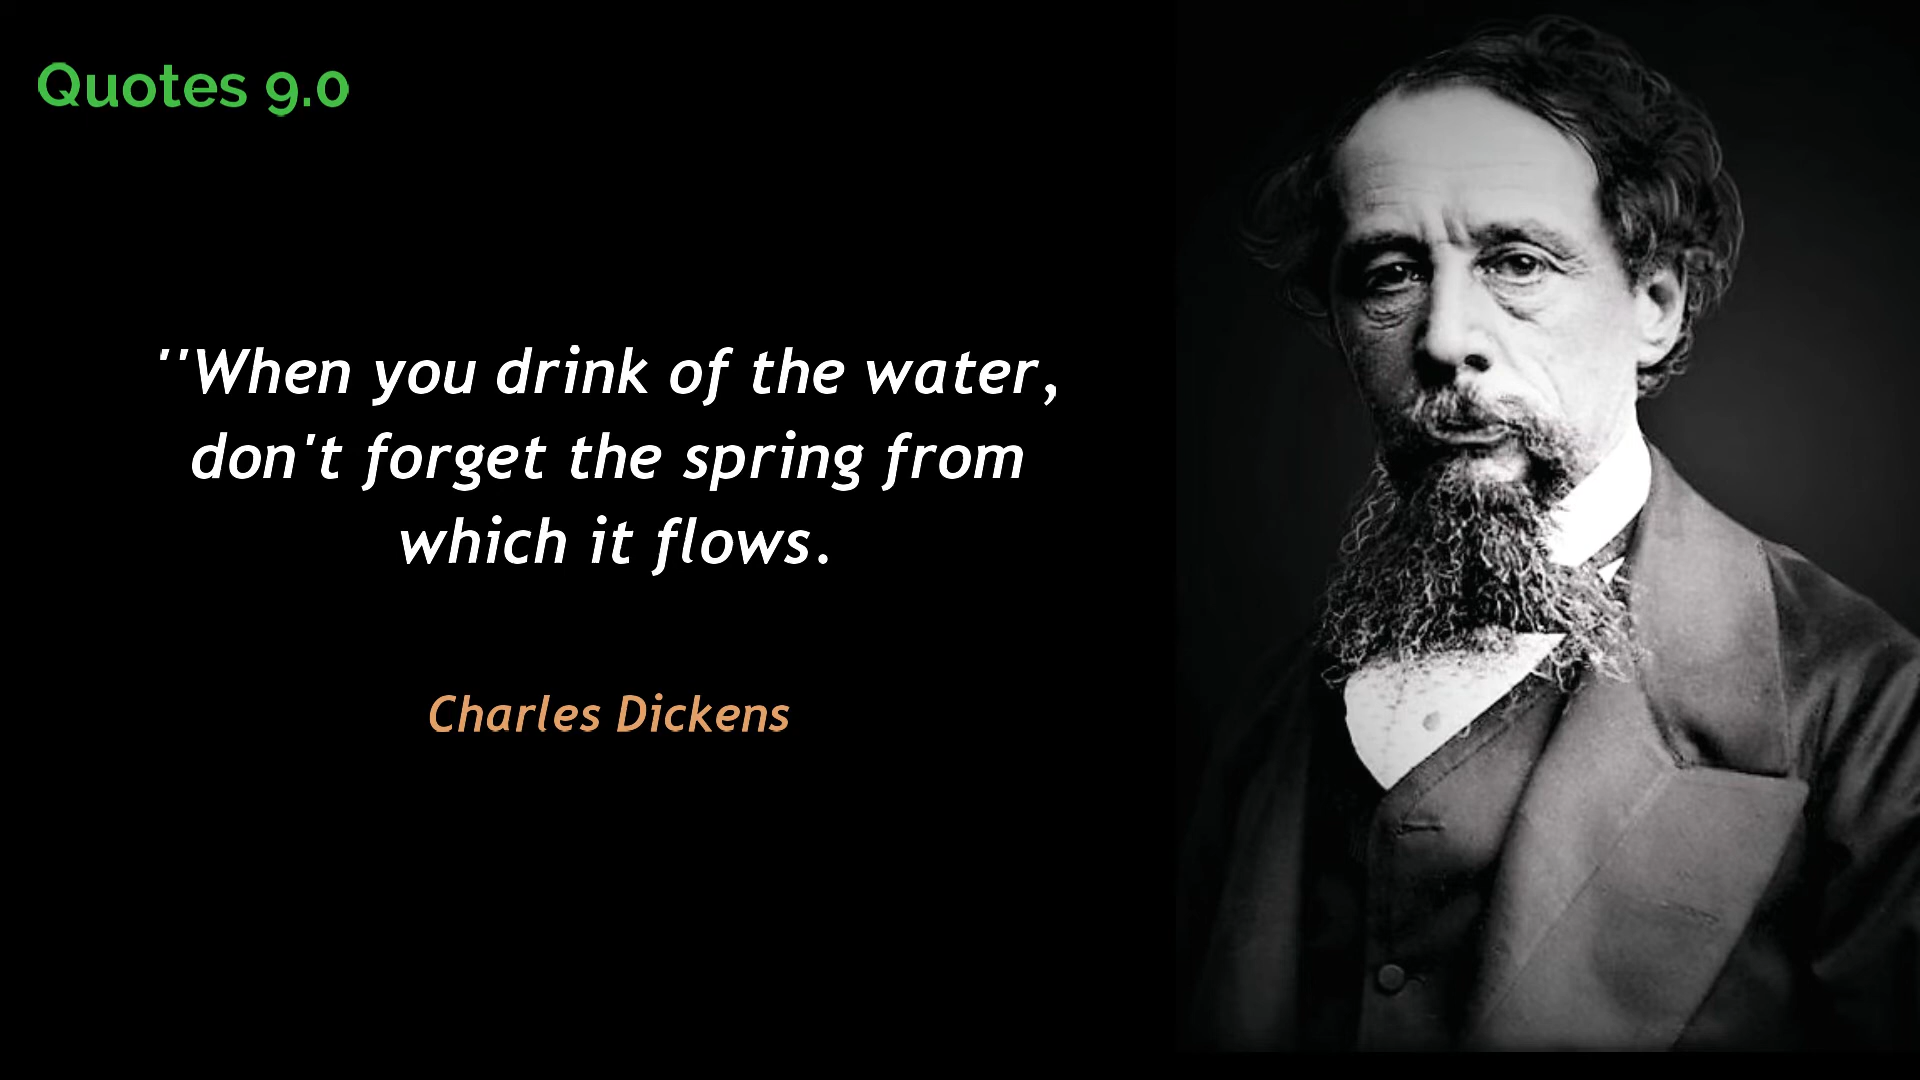 Quotes 9.0
''When you drink of the water,
don't forget the spring from
which it flows.
Charles Dickens